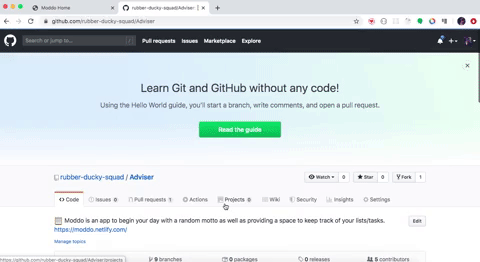 Moddo Home
rubber-ducky-squad/Adviser
github.com/rubber-ducky-squad/Adviser
Search or jump to...
/
Pull requests
Issues
Marketplace
Explore
Learn Git and GitHub without any code!
Using the Hello World guide, you'll start a branch, write comments, and open a pull request.
Read the guide
rubber-ducky-squad / Adviser
Watch 0
Star 0
Fork 1
Code
Issues 0
Pull requests 1
Actions
Projects 0
Wiki
Security
Insights
Settings
Moddo is an app to begin your day with a random motto as well as providing a space to keep track of your lists/tasks.
Edit
https://moddo.netlify.com/
Manage topics
https://github.com/rubber-ducky-squad/Adviser/projects
9 branches
0 packages
0 releases
5 contributors